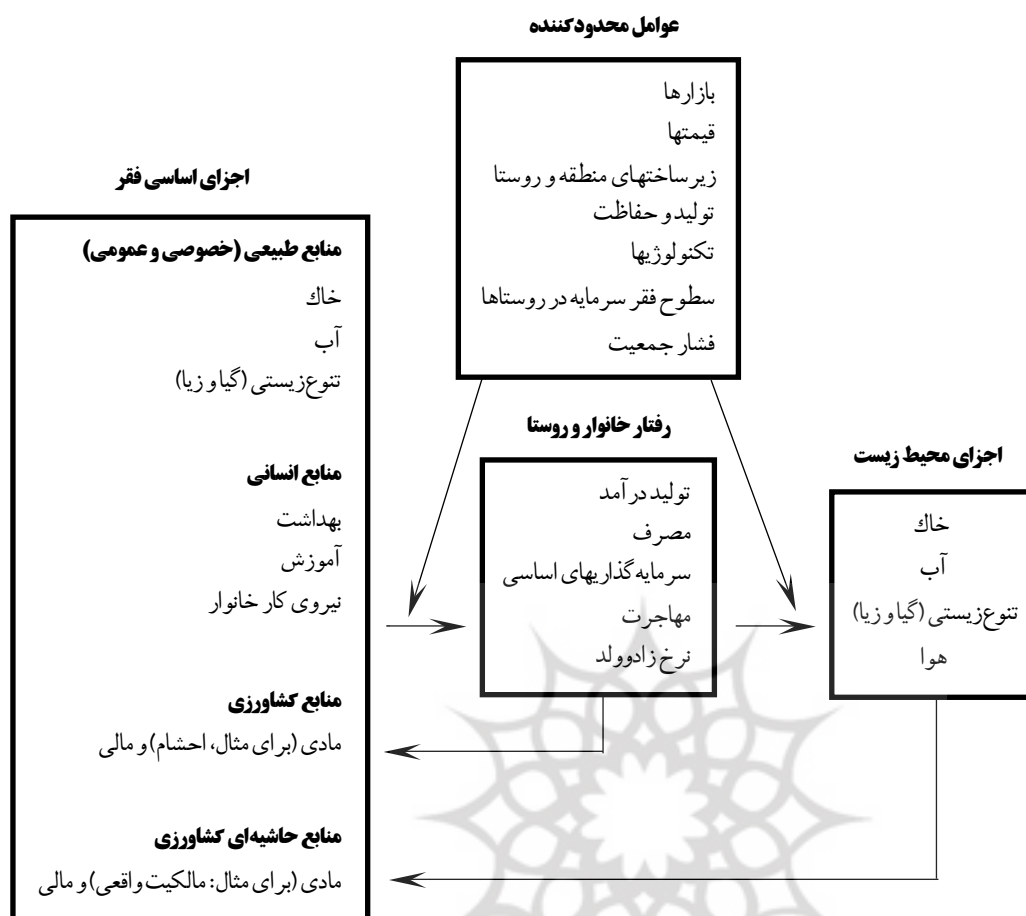 عوامل محدودکننده
بازارها
قیمتها
زیرساختهای منطقه و روستا
تولید و حفاظت
تکنولوژیها
سطوح فقر سرمایه در روستاها
فشار جمعیت
اجزای اساسی فقر
منابع طبیعی (خصوصی و عمومی)
خاك
آب
تنوع‌زیستی (گیا و زیا)
منابع انسانی
بهداشت
آموزش
نیروی کار خانوار
منابع کشاورزی
مادی (برای مثال، احشام) و مالی
منابع حاشیه‌ای کشاورزی
مادی (برای مثال: مالکیت واقعی) و مالی
رفتار خانوار و روستا
تولید درآمد
مصرف
سرمایه‌گذاریهای اساسی
مهاجرت
نرخ زادوولد
اجزای محیط زیست
خاك
آب
تنوع‌زیستی (گیا و زیا)
هوا